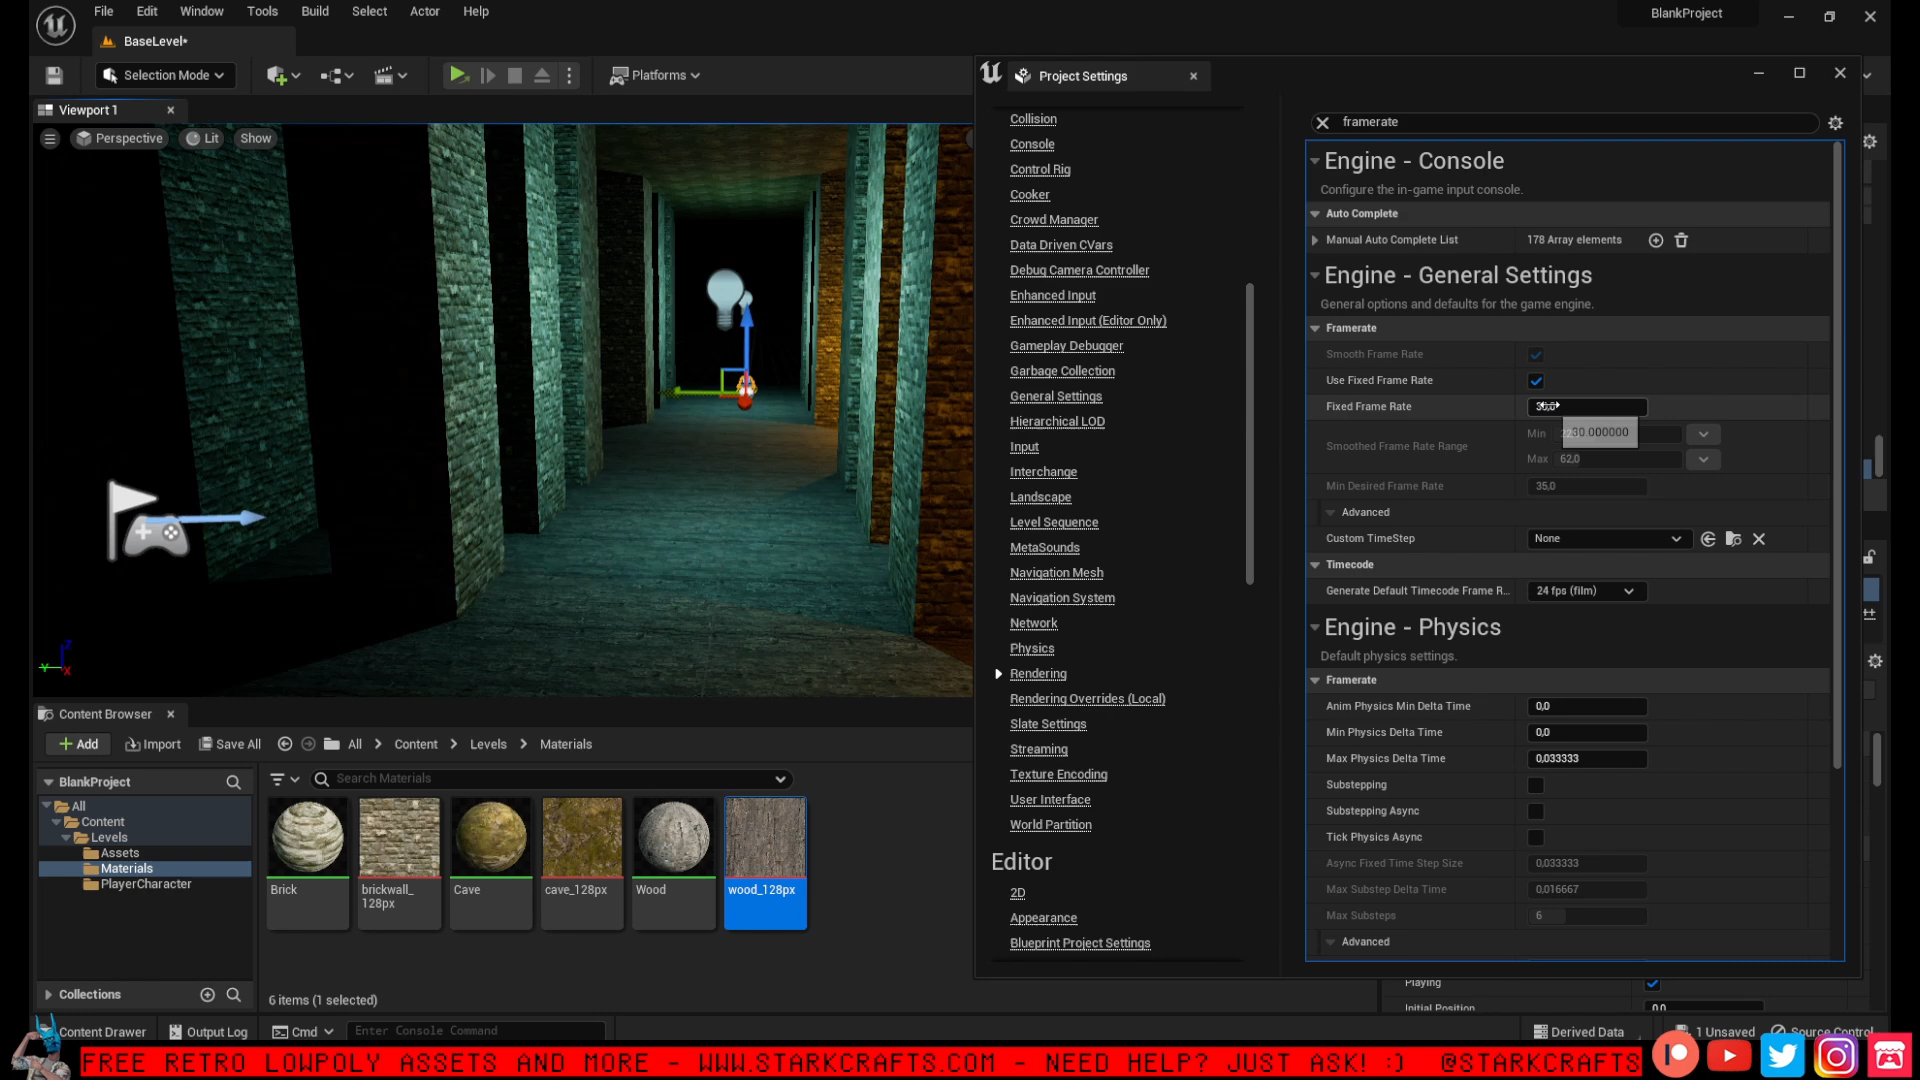 File Edit Window Tools Build Select Actor Help
BlankProject
BaseLevel*
Selection Mode
Platforms
Project Settings
Viewport 1
Perspective Lit Show
Collision
Console
Control Rig
Cooker
Crowd Manager
Data Driven CVars
Debug Camera Controller
Enhanced Input
Enhanced Input (Editor Only)
Gameplay Debugger
Garbage Collection
General Settings
Hierarchical LOD
Input
Interchange
Landscape
Level Sequence
MetaSounds
Navigation Mesh
Navigation System
Network
Physics
Rendering
Rendering Overrides (Local)
Slate Settings
Streaming
Texture Encoding
User Interface
World Partition
Editor
2D
Appearance
Blueprint Project Settings
framerate
Engine - Console
Configure the in-game input console.
Auto Complete
Manual Auto Complete List 178 Array elements
Engine - General Settings
General options and defaults for the game engine.
Framerate
Smooth Frame Rate
Use Fixed Frame Rate
Fixed Frame Rate
30.000000
Smoothed Frame Rate Range
Min
Max 62,0
Min Desired Frame Rate 35,0
Advanced
Custom TimeStep None
Timecode
Generate Default Timecode Frame R... 24 fps (film)
Engine - Physics
Default physics settings.
Framerate
Anim Physics Min Delta Time 0,0
Min Physics Delta Time 0,0
Max Physics Delta Time 0,033333
Substepping
Substepping Async
Tick Physics Async
Async Fixed Time Step Size 0,033333
Max Substep Delta Time 0,016667
Max Substeps 6
Advanced
Content Browser
Add Import Save All All Content Levels Materials
BlankProject
Search Materials
All
Content
Levels
Assets
Materials
PlayerCharacter
Brick
brickwall_
128px
Cave
cave_128px
Wood
wood_128px
Collections
6 items (1 selected)
Playing
Initial Position 0,0
Content Drawer Output Log Cmd Enter Console Command
Derived Data 1 Unsaved Source Control
FREE RETRO LOWPOLY ASSETS AND MORE - WWW.STARKCRAFTS.COM - NEED HELP? JUST ASK! :) @STARKCRAFTS